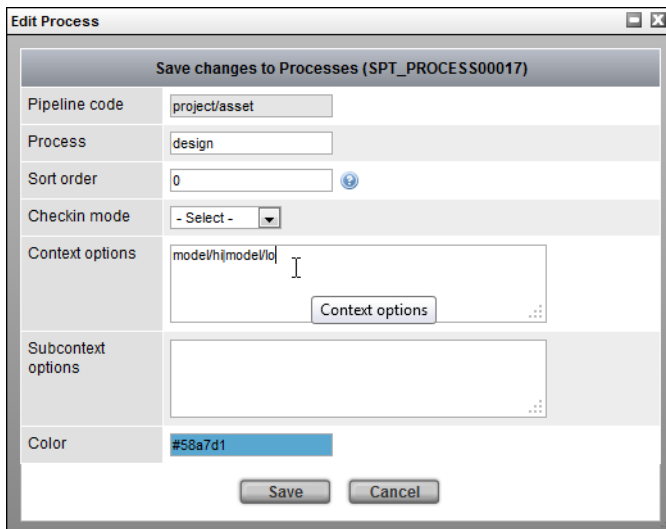 Edit Process
Save changes to Processes (SPT_PROCESS00017)
Pipeline code
project/asset
Process
design
Sort order
0
?
Checkin mode
- Select -
Context options
model/hi|model/lo
Context options
Subcontext
options
Color
#58a7d1
Save
Cancel